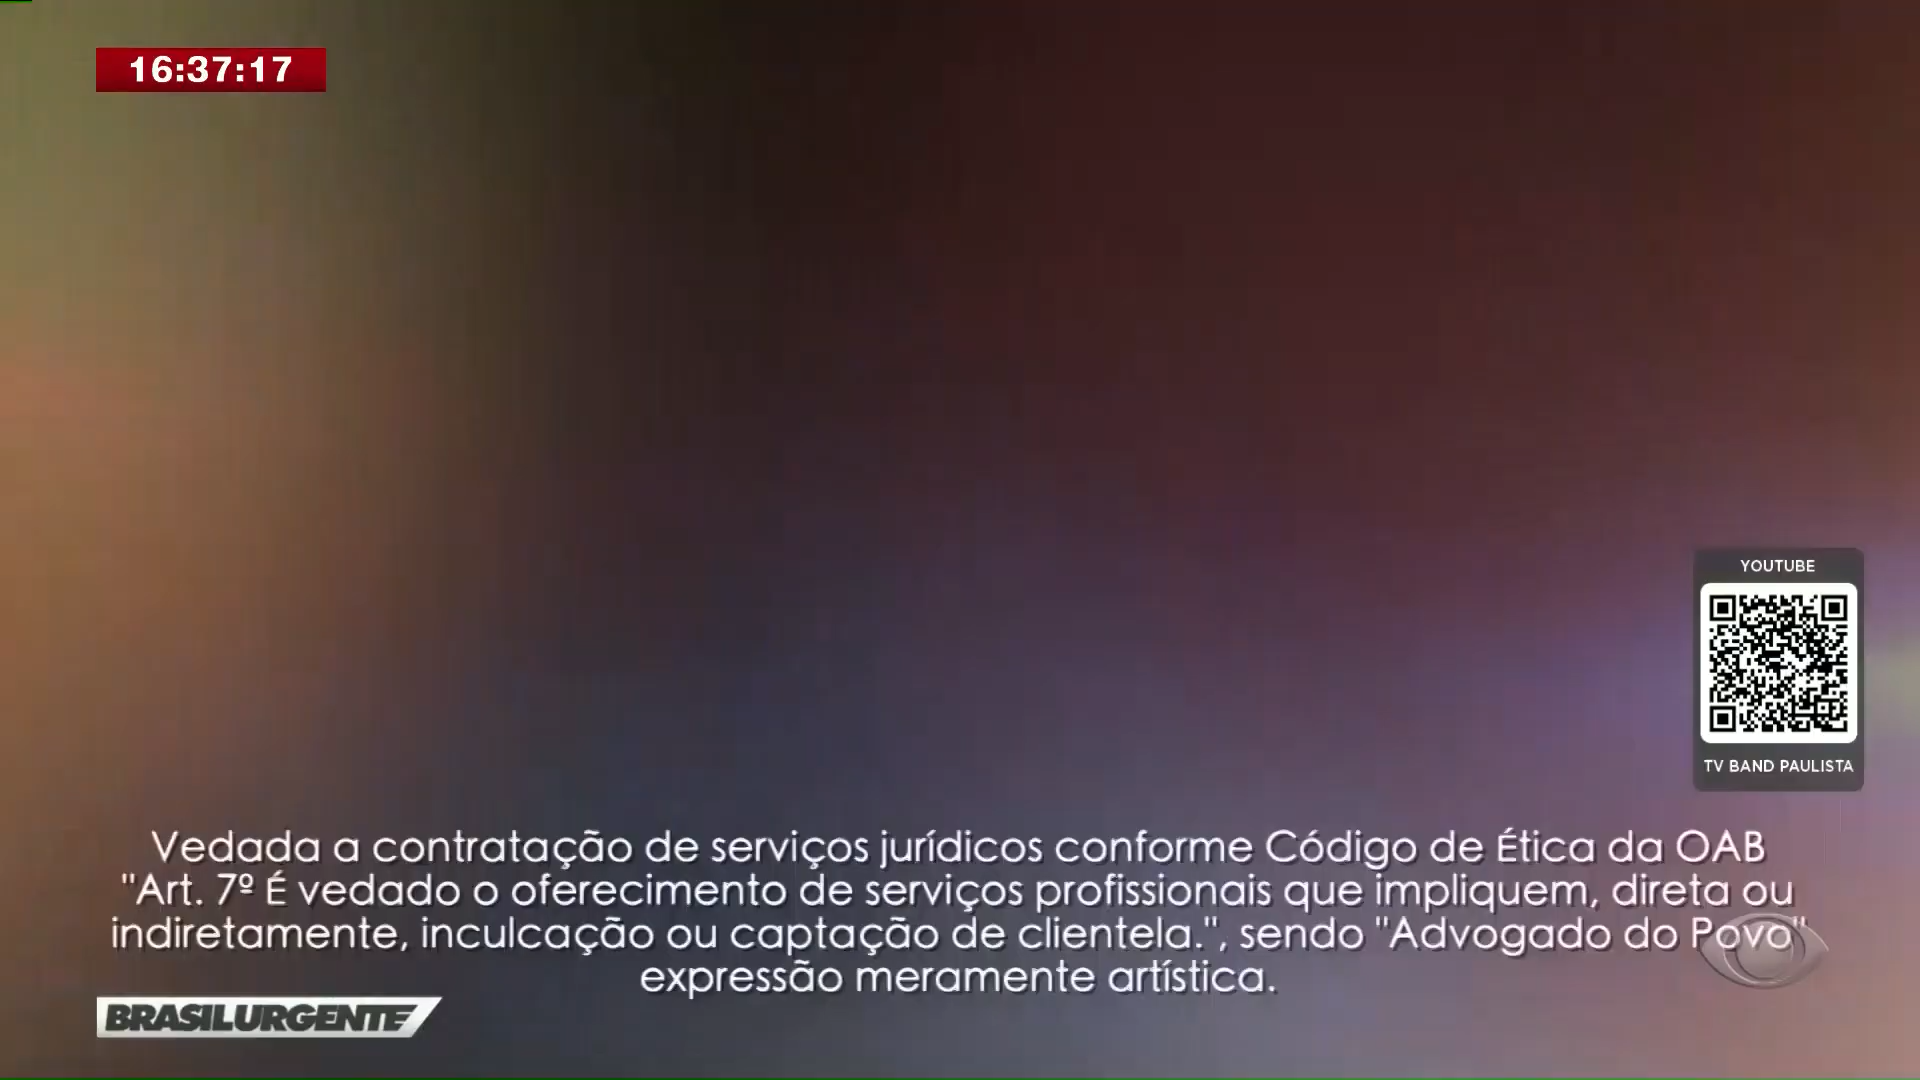 16:37:17
YOUTUBE
TV BAND PAULISTA
Vedada a contratação de serviços jurídicos conforme Código de Ética da OAB
"Art. 7º É vedado o oferecimento de serviços profissionais que impliquem, direta ou
indiretamente, inculcação ou captação de clientela.", sendo "Advogado do Povo"
expressão meramente artística.
BRASILURGENTE